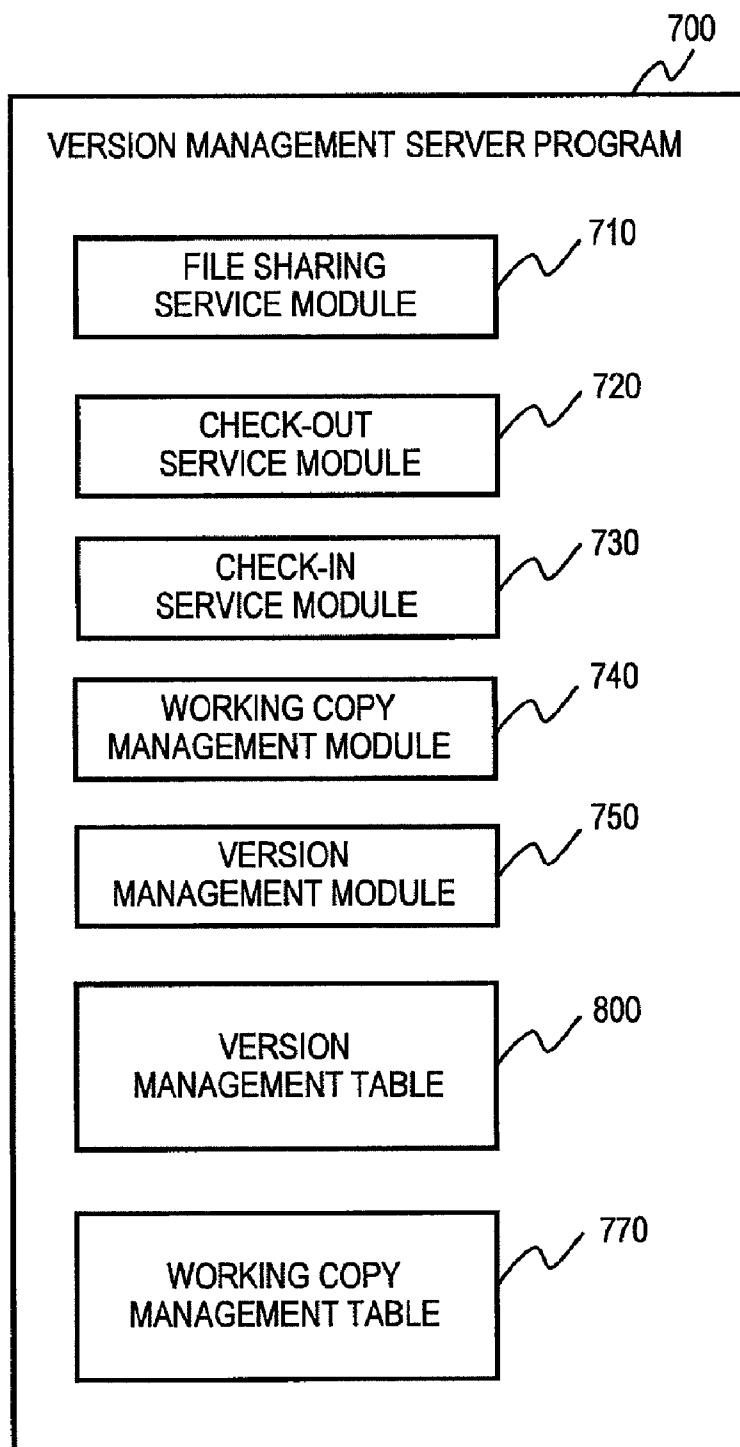 700
VERSION MANAGEMENT SERVER PROGRAM
710
FILE SHARING
SERVICE MODULE
720
CHECK-OUT
SERVICE MODULE
730
CHECK-IN
SERVICE MODULE
740
WORKING COPY
MANAGEMENT MODULE
750
VERSION
MANAGEMENT MODULE
800
VERSION
MANAGEMENT TABLE
770
WORKING COPY
MANAGEMENT TABLE